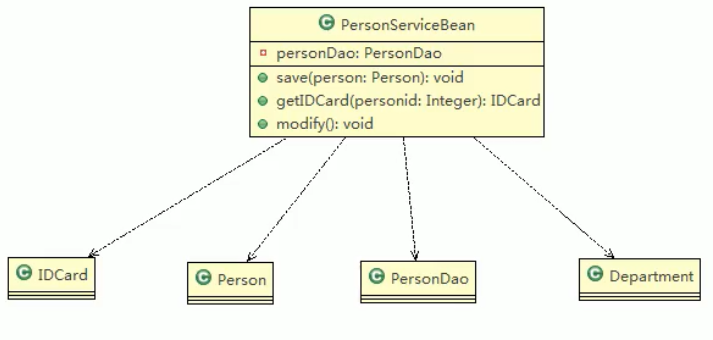 C PersonServiceBean
personDao: PersonDao
save(person: Person): void
getIDCard(personid: Integer): IDCard
modify(): void
C IDCard
C Person
C PersonDao
C Department